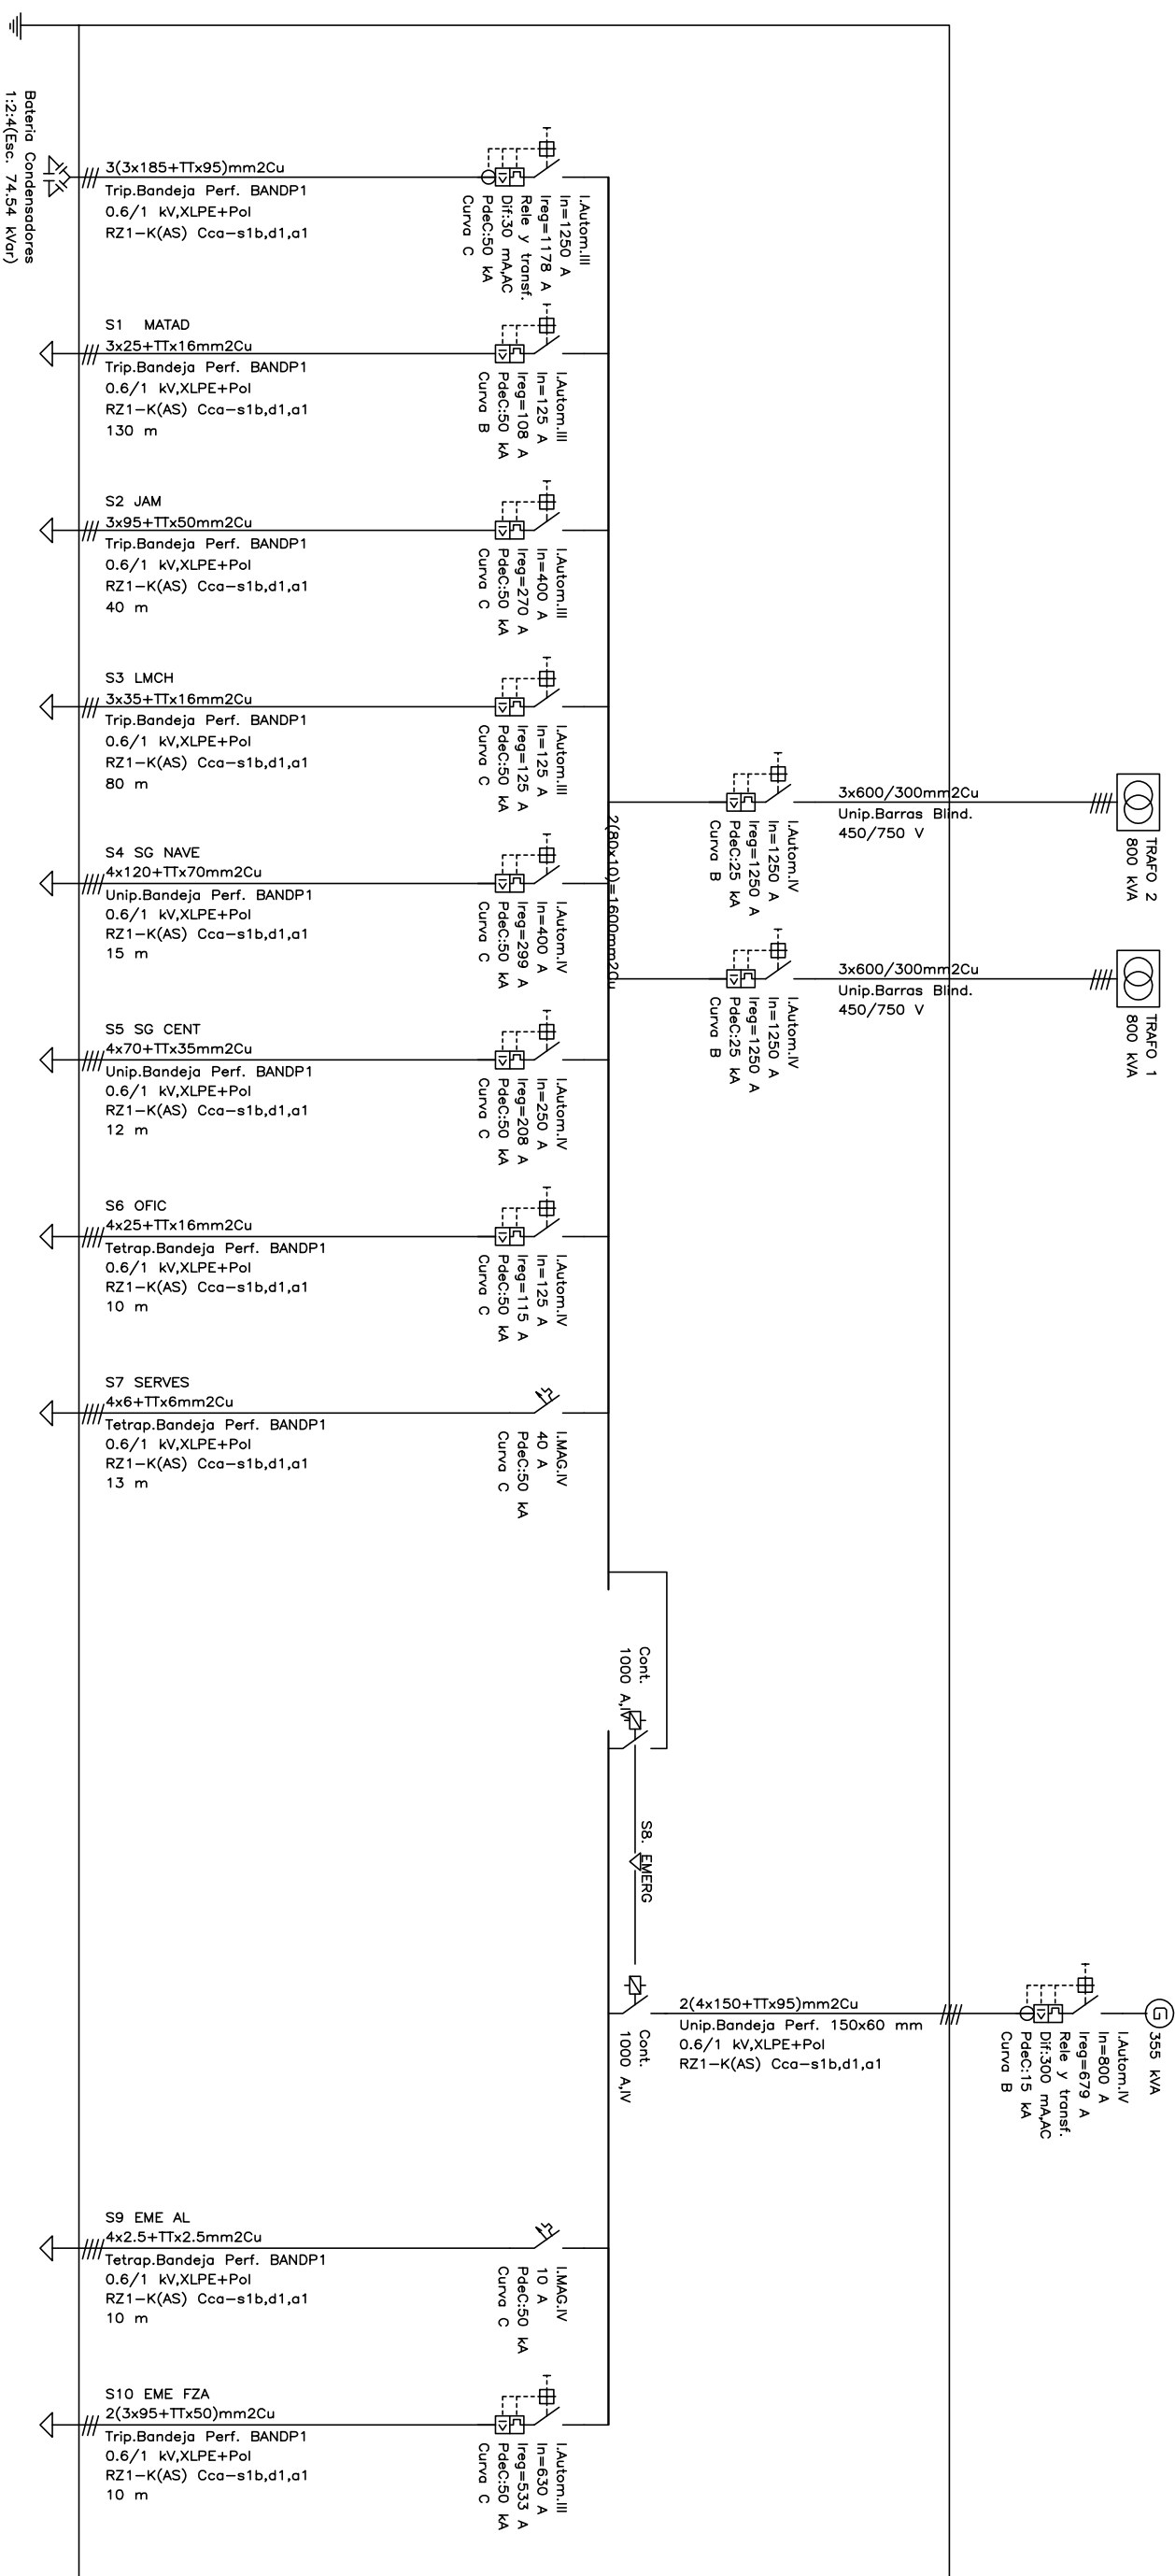 TRAFO 2
800 kVA
3x600/300mm2Cu
Unip.Barras Blind.
450/750 V
I.Autom.IV
In=1250 A
Ireg=1250 A
PdeC:25 kA
Curva B
TRAFO 1
800 kVA
3x600/300mm2Cu
Unip.Barras Blind.
450/750 V
I.Autom.IV
In=1250 A
Ireg=1250 A
PdeC:25 kA
Curva B
G
355 kVA
I.Autom.IV
In=800 A
Ireg=679 A
Rele y transf.
Dif:300 mA,AC
PdeC:15 kA
Curva B
2(4x150+TTx95)mm2Cu
Unip.Bandeja Perf. 150x60 mm
0.6/1 kV,XLPE+Pol
RZ1-K(AS) Cca-s1b,d1,a1
2(80x10)=1600mm2Cu
Cont.
1000 A,IV
S8. EMERG
Cont.
1000 A,IV
I.Autom.III
In=1250 A
Ireg=1178 A
Rele y transf.
Dif:30 mA,AC
PdeC:50 kA
Curva C
3(3x185+TTx95)mm2Cu
Trip.Bandeja Perf. BANDP1
0.6/1 kV,XLPE+Pol
RZ1-K(AS) Cca-s1b,d1,a1
Bateria Condensadores
1:2:4(Esc. 74.54 kVar)
I.Autom.III
In=125 A
Ireg=108 A
PdeC:50 kA
Curva B
S1 MATAD
3x25+TTx16mm2Cu
Trip.Bandeja Perf. BANDP1
0.6/1 kV,XLPE+Pol
RZ1-K(AS) Cca-s1b,d1,a1
130 m
I.Autom.III
In=400 A
Ireg=270 A
PdeC:50 kA
Curva C
S2 JAM
3x95+TTx50mm2Cu
Trip.Bandeja Perf. BANDP1
0.6/1 kV,XLPE+Pol
RZ1-K(AS) Cca-s1b,d1,a1
40 m
I.Autom.III
In=125 A
Ireg=125 A
PdeC:50 kA
Curva C
S3 LMCH
3x35+TTx16mm2Cu
Trip.Bandeja Perf. BANDP1
0.6/1 kV,XLPE+Pol
RZ1-K(AS) Cca-s1b,d1,a1
80 m
I.Autom.IV
In=400 A
Ireg=299 A
PdeC:50 kA
Curva C
S4 SG NAVE
4x120+TTx70mm2Cu
Unip.Bandeja Perf. BANDP1
0.6/1 kV,XLPE+Pol
RZ1-K(AS) Cca-s1b,d1,a1
15 m
I.Autom.IV
In=250 A
Ireg=208 A
PdeC:50 kA
Curva C
S5 SG CENT
4x70+TTx35mm2Cu
Unip.Bandeja Perf. BANDP1
0.6/1 kV,XLPE+Pol
RZ1-K(AS) Cca-s1b,d1,a1
12 m
I.Autom.IV
In=125 A
Ireg=115 A
PdeC:50 kA
Curva C
S6 OFIC
4x25+TTx16mm2Cu
Tetrap.Bandeja Perf. BANDP1
0.6/1 kV,XLPE+Pol
RZ1-K(AS) Cca-s1b,d1,a1
10 m
I.MAG.IV
40 A
PdeC:50 kA
Curva C
S7 SERVES
4x6+TTx6mm2Cu
Tetrap.Bandeja Perf. BANDP1
0.6/1 kV,XLPE+Pol
RZ1-K(AS) Cca-s1b,d1,a1
13 m
I.MAG.IV
10 A
PdeC:50 kA
Curva C
S9 EME AL
4x2.5+TTx2.5mm2Cu
Tetrap.Bandeja Perf. BANDP1
0.6/1 kV,XLPE+Pol
RZ1-K(AS) Cca-s1b,d1,a1
10 m
I.Autom.III
In=630 A
Ireg=533 A
PdeC:50 kA
Curva C
S10 EME FZA
2(3x95+TTx50)mm2Cu
Trip.Bandeja Perf. BANDP1
0.6/1 kV,XLPE+Pol
RZ1-K(AS) Cca-s1b,d1,a1
10 m